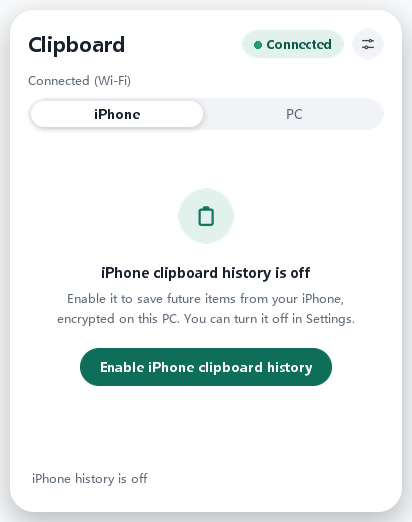 Clipboard
Connected
Connected (Wi-Fi)
iPhone
PC
iPhone clipboard history is off
Enable it to save future items from your iPhone,
encrypted on this PC. You can turn it off in Settings.
Enable iPhone clipboard history
iPhone history is off